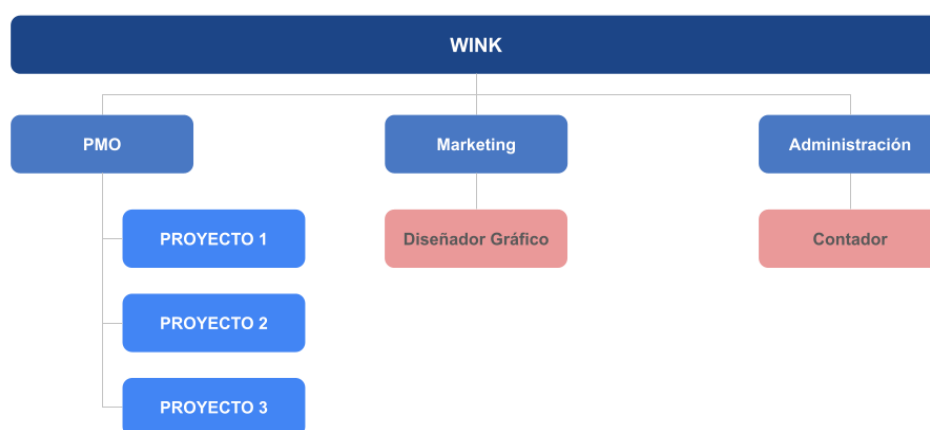 WINK
PMO
Marketing
Administración
PROYECTO 1
Diseñador Gráfico
Contador
PROYECTO 2
PROYECTO 3